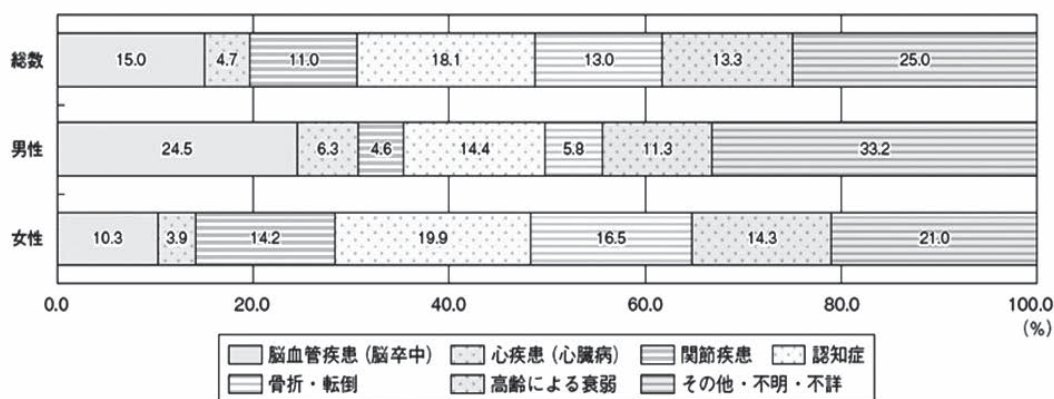 総数 15.0 4.7 11.0 18.1 13.0 13.3 25.0
男性 24.5 6.3 4.6 14.4 5.8 11.3 33.2
女性 10.3 3.9 14.2 19.9 16.5 14.3 21.0
0.0 20.0 40.0 60.0 80.0 100.0
(%)
脳血管疾患(脳卒中) 心疾患(心臓病) 関節疾患 認知症
骨折・転倒 高齢による衰弱 その他・不明・不詳